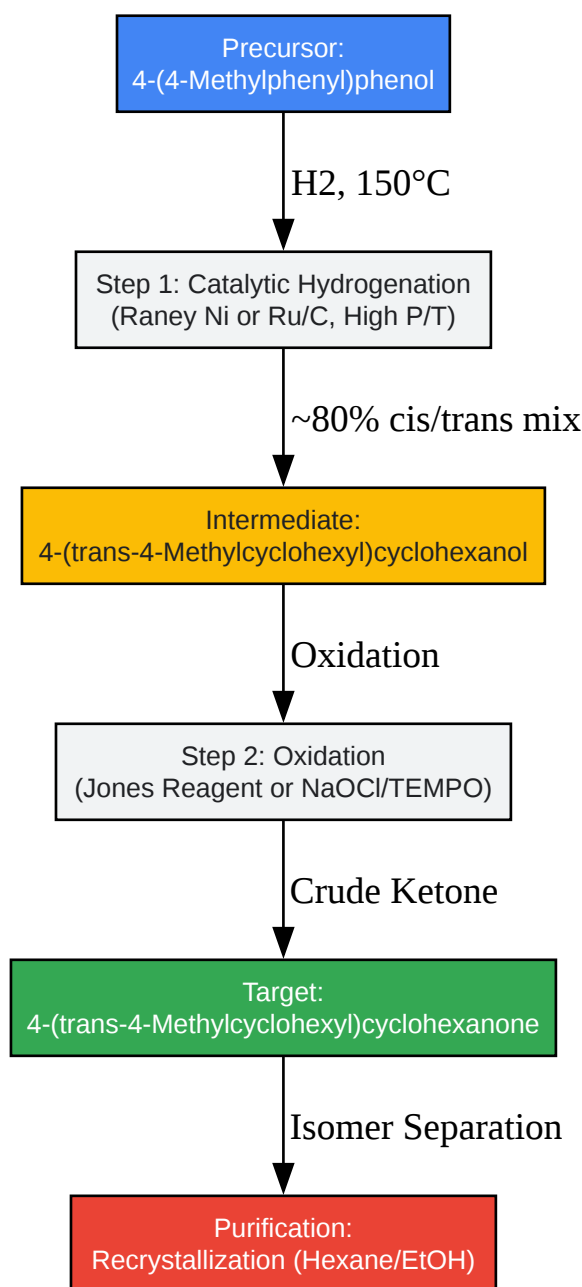 Precursor:
4-(4-Methylphenyl)phenol
H2, 150°C
Step 1: Catalytic Hydrogenation
(Raney Ni or Ru/C, High P/T)
~80% cis/trans mix
Intermediate:
4-(trans-4-Methylcyclohexyl)cyclohexanol
Oxidation
Step 2: Oxidation
(Jones Reagent or NaOCl/TEMPO)
Crude Ketone
Target:
4-(trans-4-Methylcyclohexyl)cyclohexanone
Isomer Separation
Purification:
Recrystallization (Hexane/EtOH)